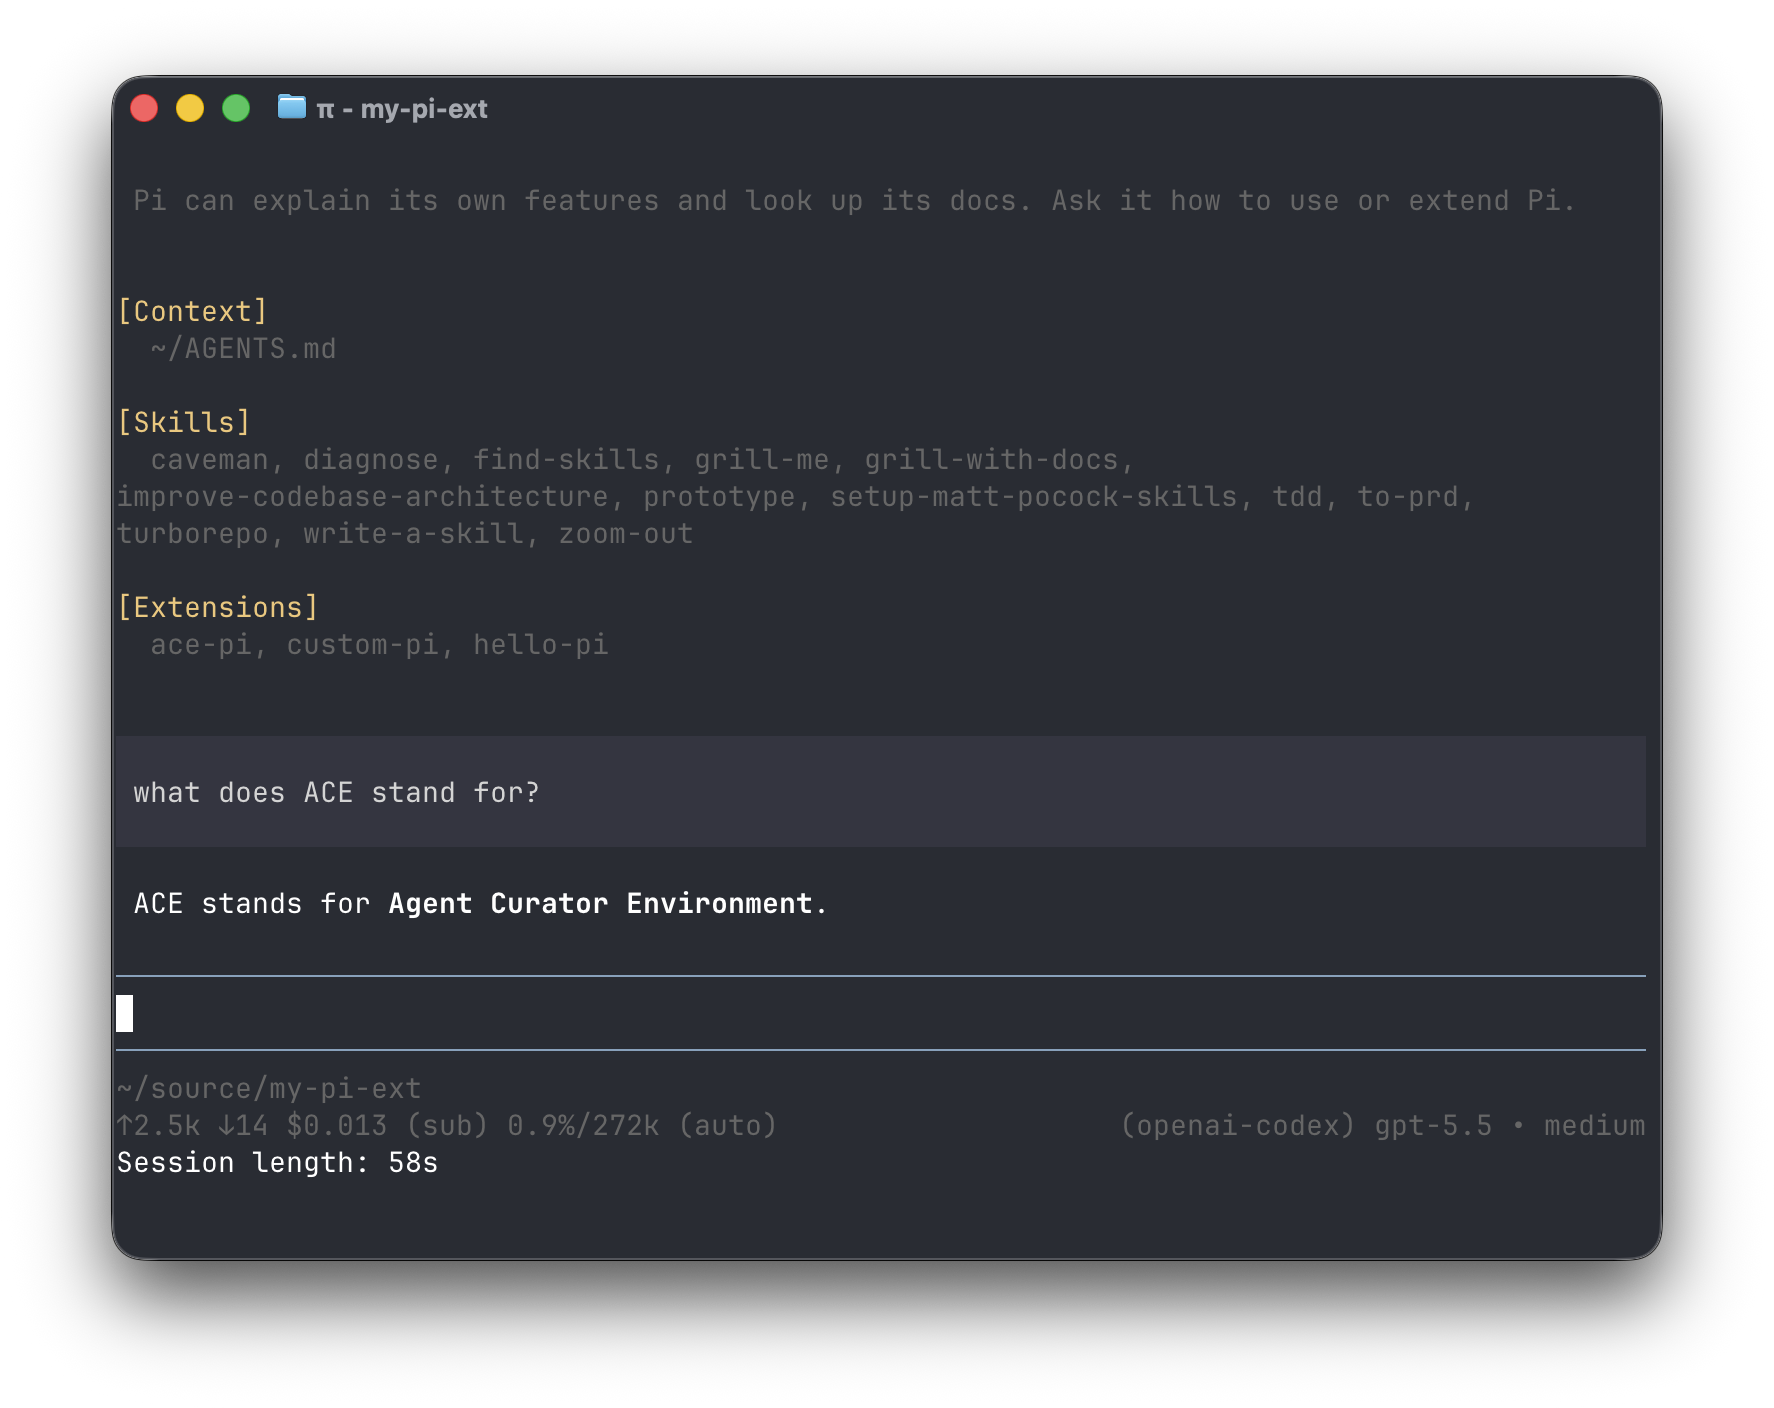 π - my-pi-ext
Pi can explain its own features and look up its docs. Ask it how to use or extend Pi.
[Context]
~/AGENTS.md
[Skills]
caveman, diagnose, find-skills, grill-me, grill-with-docs,
improve-codebase-architecture, prototype, setup-matt-pocock-skills, tdd, to-prd,
turborepo, write-a-skill, zoom-out
[Extensions]
ace-pi, custom-pi, hello-pi
what does ACE stand for?
ACE stands for Agent Curator Environment.
~/source/my-pi-ext
↑2.5k ↓14 $0.013 (sub) 0.9%/272k (auto) (openai-codex) gpt-5.5 • medium
Session length: 58s